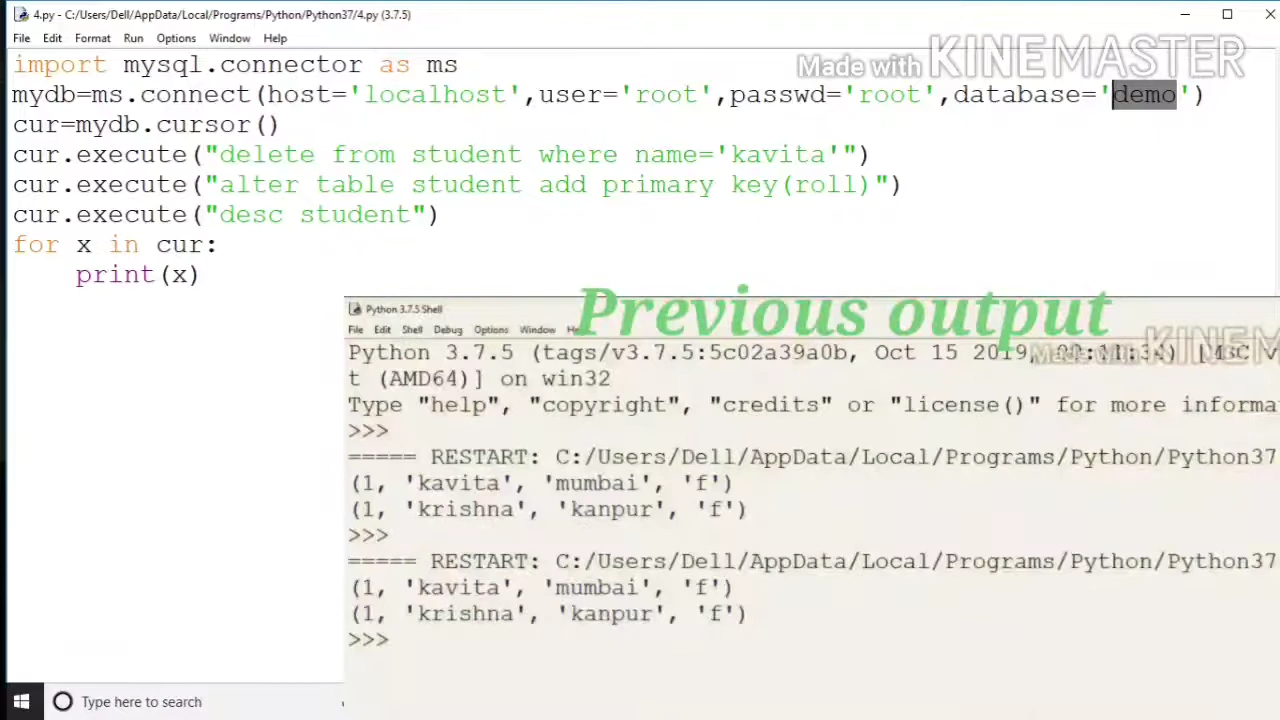 4.py - C:/Users/Dell/AppData/Local/Programs/Python/Python37/4.py (3.7.5)
File Edit Format Run Options Window Help
Made with KINEMASTER
import mysql.connector as ms
mydb=ms.connect(host='localhost',user='root',passwd='root',database='demo')
cur=mydb.cursor()
cur.execute("delete from student where name='kavita'")
cur.execute("alter table student add primary key(roll)")
cur.execute("desc student")
for x in cur:
    print(x)
Previous output
Python 3.7.5 Shell
File Edit Shell Debug Options Window
Python 3.7.5 (tags/v3.7.5:5c02a39a0b, Oct 15 2019,
t (AMD64)] on win32
Type "help", "copyright", "credits" or "license()" for more informa
>>>
===== RESTART: C:/Users/Dell/AppData/Local/Programs/Python/Python37
(1, 'kavita', 'mumbai', 'f')
(1, 'krishna', 'kanpur', 'f')
>>>
===== RESTART: C:/Users/Dell/AppData/Local/Programs/Python/Python37
(1, 'kavita', 'mumbai', 'f')
(1, 'krishna', 'kanpur', 'f')
>>>
Type here to search